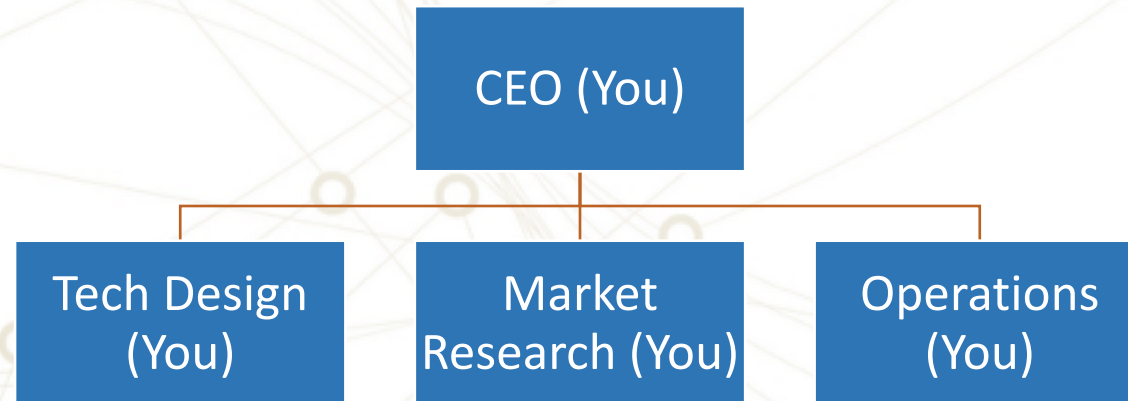 CEO (You)
Tech Design
(You)
Market
Research (You)
Operations
(You)